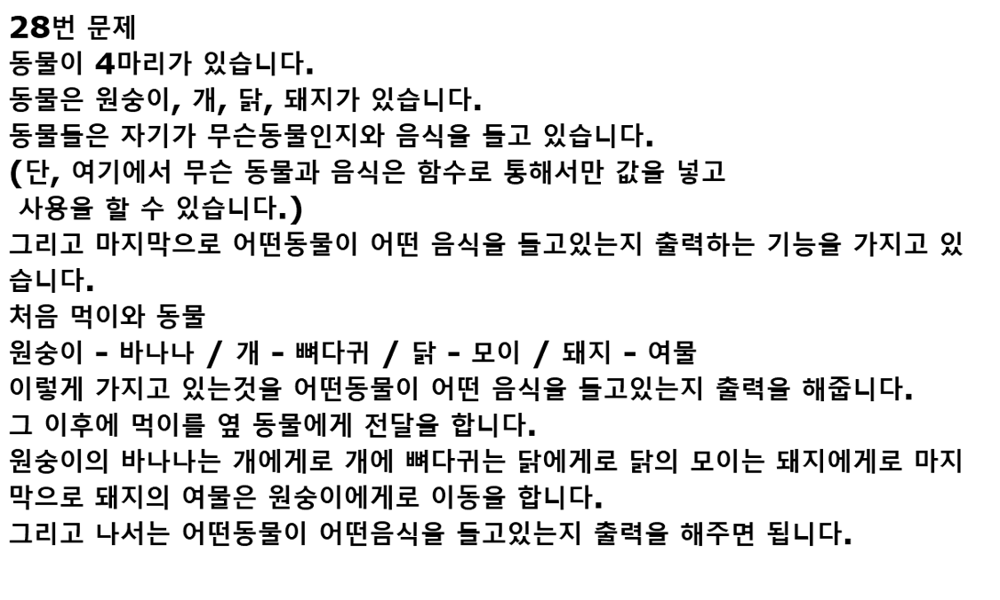 28번 문제
동물이 4마리가 있습니다.
동물은 원숭이, 개, 닭, 돼지가 있습니다.
동물들은 자기가 무슨동물인지와 음식을 들고 있습니다.
(단, 여기에서 무슨 동물과 음식은 함수로 통해서만 값을 넣고
사용을 할 수 있습니다.)
그리고 마지막으로 어떤동물이 어떤 음식을 들고있는지 출력하는 기능을 가지고 있
습니다.
처음 먹이와 동물
원숭이 - 바나나 / 개 - 뼈다귀 / 닭 - 모이 / 돼지 - 여물
이렇게 가지고 있는것을 어떤동물이 어떤 음식을 들고있는지 출력을 해줍니다.
그 이후에 먹이를 옆 동물에게 전달을 합니다.
원숭이의 바나나는 개에게로 개에 뼈다귀는 닭에게로 닭의 모이는 돼지에게로 마지
막으로 돼지의 여물은 원숭이에게로 이동을 합니다.
그리고 나서는 어떤동물이 어떤음식을 들고있는지 출력을 해주면 됩니다.